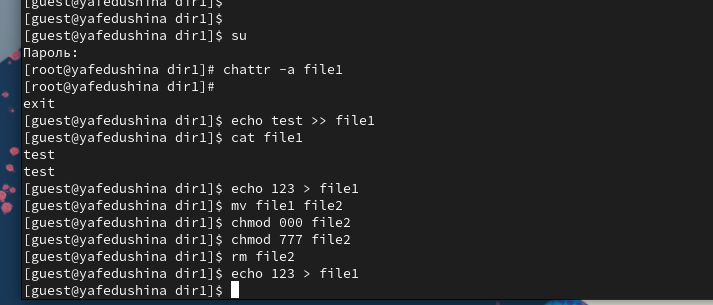 [guest@yafedushina dir1]$
[guest@yafedushina dir1]$
[guest@yafedushina dir1]$ su
Пароль:
[root@yafedushina dir1]# chattr -a file1
[root@yafedushina dir1]#
exit
[guest@yafedushina dir1]$ echo test >> file1
[guest@yafedushina dir1]$ cat file1
test
test
[guest@yafedushina dir1]$ echo 123 > file1
[guest@yafedushina dir1]$ mv file1 file2
[guest@yafedushina dir1]$ chmod 000 file2
[guest@yafedushina dir1]$ chmod 777 file2
[guest@yafedushina dir1]$ rm file2
[guest@yafedushina dir1]$ echo 123 > file1
[guest@yafedushina dir1]$